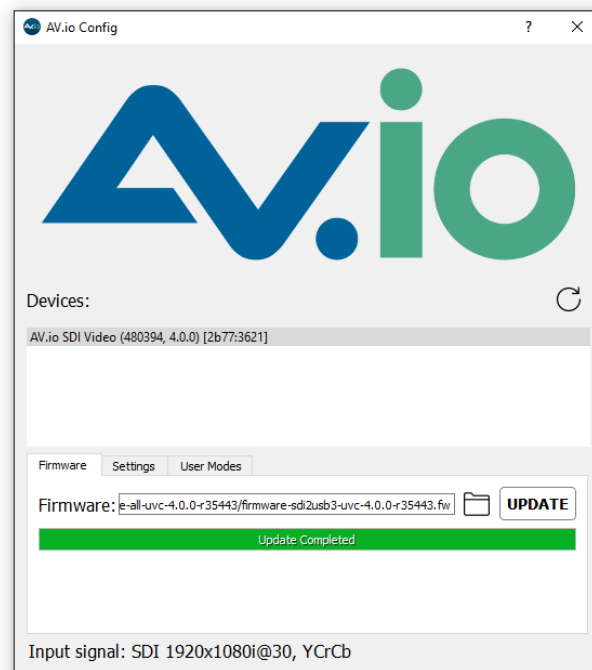 AV.io Config
?
AV.io
Devices:
AV.io SDI Video (480394, 4.0.0) [2b77:3621]
Firmware Settings User Modes
Firmware: e-all-uvc-4.0.0-r35443/firmware-sdi2usb3-uvc-4.0.0-r35443.fw UPDATE
Update Completed
Input signal: SDI 1920x1080i@30, YCrCb